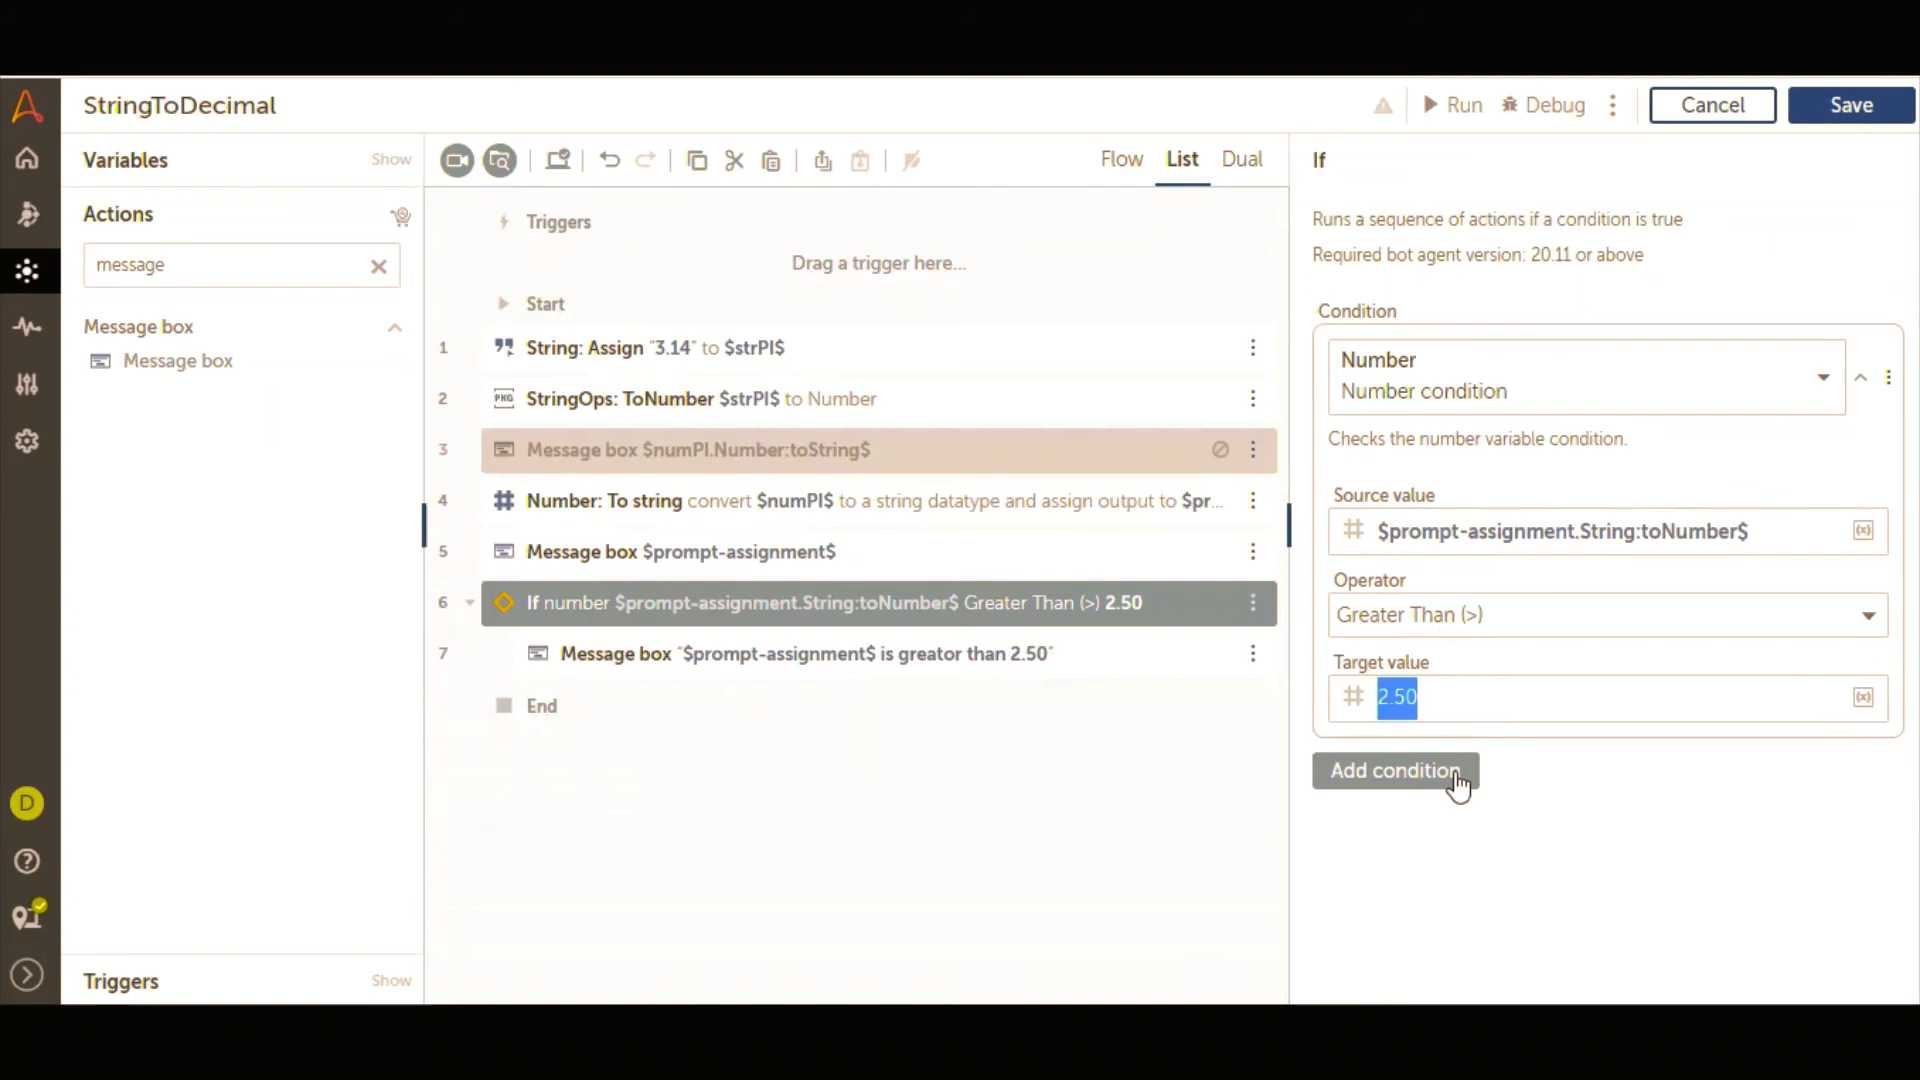 StringToDecimal
Run
Debug
Cancel
Save
Variables
Show
Flow
List
Dual
If
Actions
message
Message box
Message box
Triggers
Drag a trigger here...
Start
1 String: Assign "3.14" to $strPI$
2 PKG StringOps: ToNumber $strPI$ to Number
3 Message box $numPI.Number:toString$
4 Number: To string convert $numPI$ to a string datatype and assign output to $pr...
5 Message box $prompt-assignment$
6 If number $prompt-assignment.String:toNumber$ Greater Than (>) 2.50
7 Message box "$prompt-assignment$ is greator than 2.50"
End
Runs a sequence of actions if a condition is true
Required bot agent version: 20.11 or above
Condition
Number
Number condition
Checks the number variable condition.
Source value
$prompt-assignment.String:toNumber$
(x)
Operator
Greater Than (>)
Target value
2.50
(x)
Add condition
D
Triggers
Show